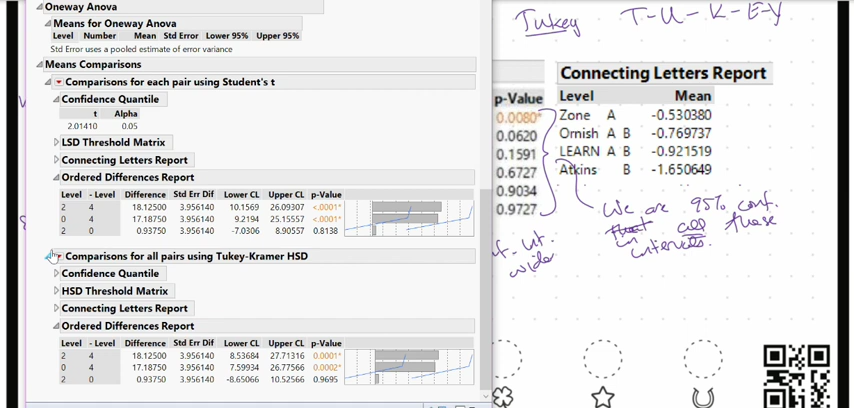 Oneway Anova
Means for Oneway Anova
Level Number Mean Std Error Lower 95% Upper 95%
Std Error uses a pooled estimate of error variance
Means Comparisons
Comparisons for each pair using Student's t
Confidence Quantile
t Alpha
2.01410 0.05
LSD Threshold Matrix
Connecting Letters Report
Ordered Differences Report
Level - Level Difference Std Err Dif Lower CL Upper CL p-Value
2 4 18.12500 3.956140 10.1569 26.09307 <.0001*
0 4 17.18750 3.956140 9.2194 25.15557 <.0001*
2 0 0.93750 3.956140 -7.0306 8.90557 0.8138
Comparisons for all pairs using Tukey-Kramer HSD
Confidence Quantile
HSD Threshold Matrix
Connecting Letters Report
Ordered Differences Report
Level - Level Difference Std Err Dif Lower CL Upper CL p-Value
2 4 18.12500 3.956140 8.53684 27.71316 0.0001*
0 4 17.18750 3.956140 7.59934 26.77566 0.0002*
2 0 0.93750 3.956140 -8.65066 10.52566 0.9695
Tukey T-U-K-E-Y
p-Value
0.0080*
0.0620
0.1591
0.6727
0.9034
0.9727
Connecting Letters Report
Level Mean
Zone A -0.530380
Ornish A B -0.769737
LEARN A B -0.921519
Atkins B -1.650649
We are 95% conf.
that all these
in intervals.
wide